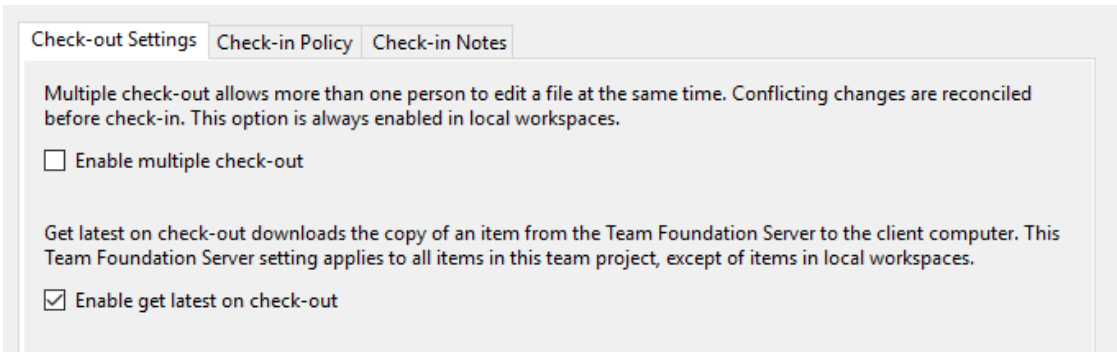 Check-out Settings Check-in Policy Check-in Notes
Multiple check-out allows more than one person to edit a file at the same time. Conflicting changes are reconciled
before check-in. This option is always enabled in local workspaces.
Enable multiple check-out
Get latest on check-out downloads the copy of an item from the Team Foundation Server to the client computer. This
Team Foundation Server setting applies to all items in this team project, except of items in local workspaces.
Enable get latest on check-out